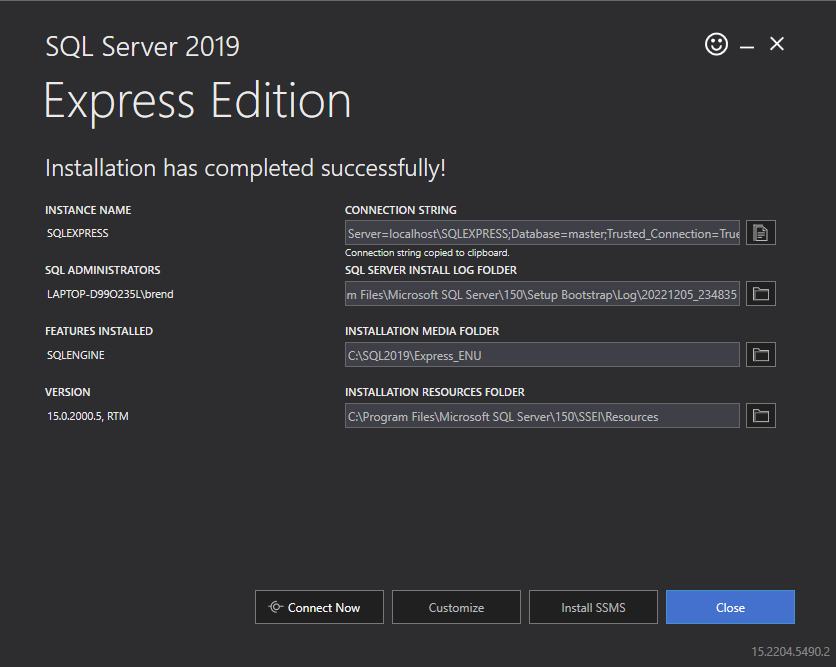 SQL Server 2019
Express Edition
Installation has completed successfully!
INSTANCE NAME
SQLEXPRESS
CONNECTION STRING
Server=localhost\SQLEXPRESS;Database=master;Trusted_Connection=True
Connection string copied to clipboard.
SQL ADMINISTRATORS
LAPTOP-D99O235L\brend
SQL SERVER INSTALL LOG FOLDER
m Files\Microsoft SQL Server\150\Setup Bootstrap\Log\20221205_234835
FEATURES INSTALLED
SQLENGINE
INSTALLATION MEDIA FOLDER
C:\SQL2019\Express_ENU
VERSION
15.0.2000.5, RTM
INSTALLATION RESOURCES FOLDER
C:\Program Files\Microsoft SQL Server\150\SSEI\Resources
Connect Now
Customize
Install SSMS
Close
15.2204.5490.2